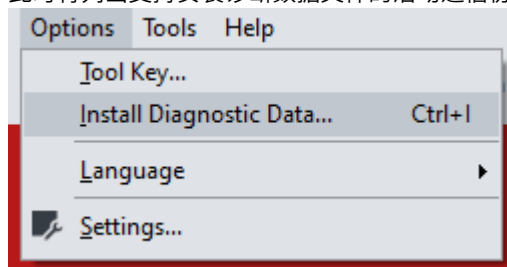 Options Tools Help
Tool Key...
Install Diagnostic Data... Ctrl+I
Language
Settings...